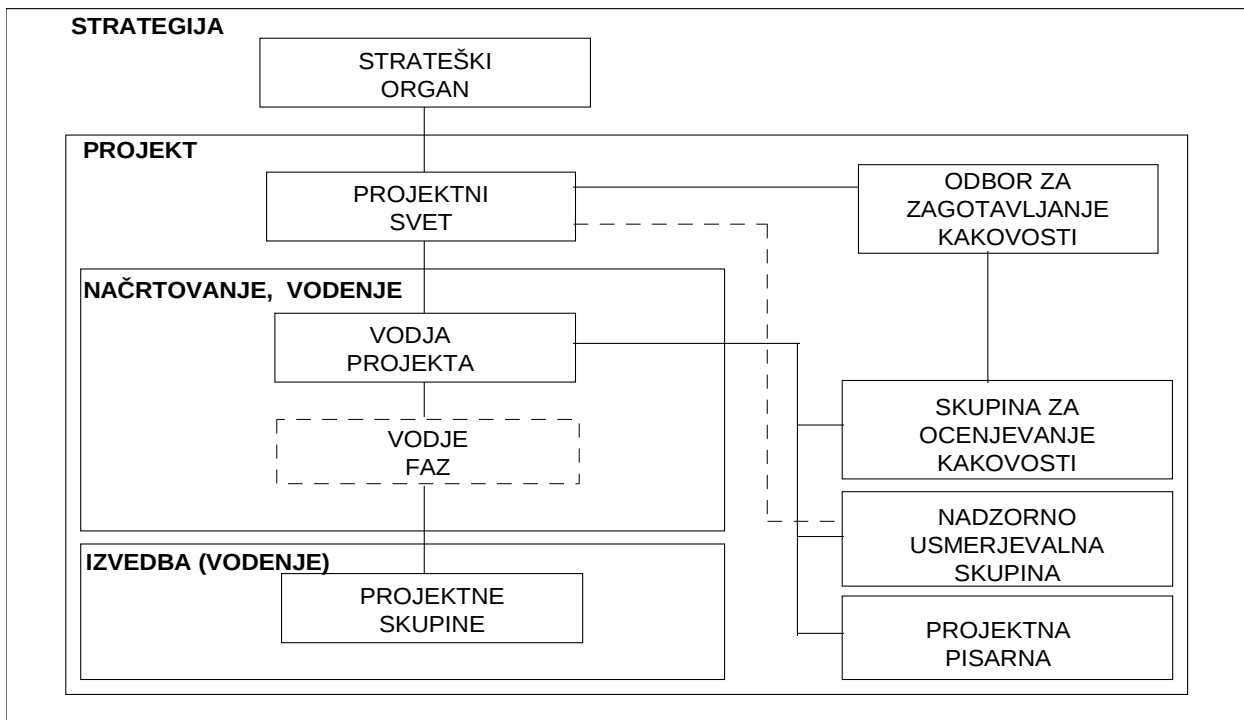 STRATEGIJA
STRATEŠKI
ORGAN
PROJEKT
PROJEKTNI
SVET
ODBOR ZA
ZAGOTAVLJANJE
KAKOVOSTI
NAČRTOVANJE, VODENJE
VODJA
PROJEKTA
VODJE
FAZ
SKUPINA ZA
OCENJEVANJE
KAKOVOSTI
NADZORNO
USMERJEVALNA
SKUPINA
IZVEDBA (VODENJE)
PROJEKTNE
SKUPINE
PROJEKTNA
PISARNA